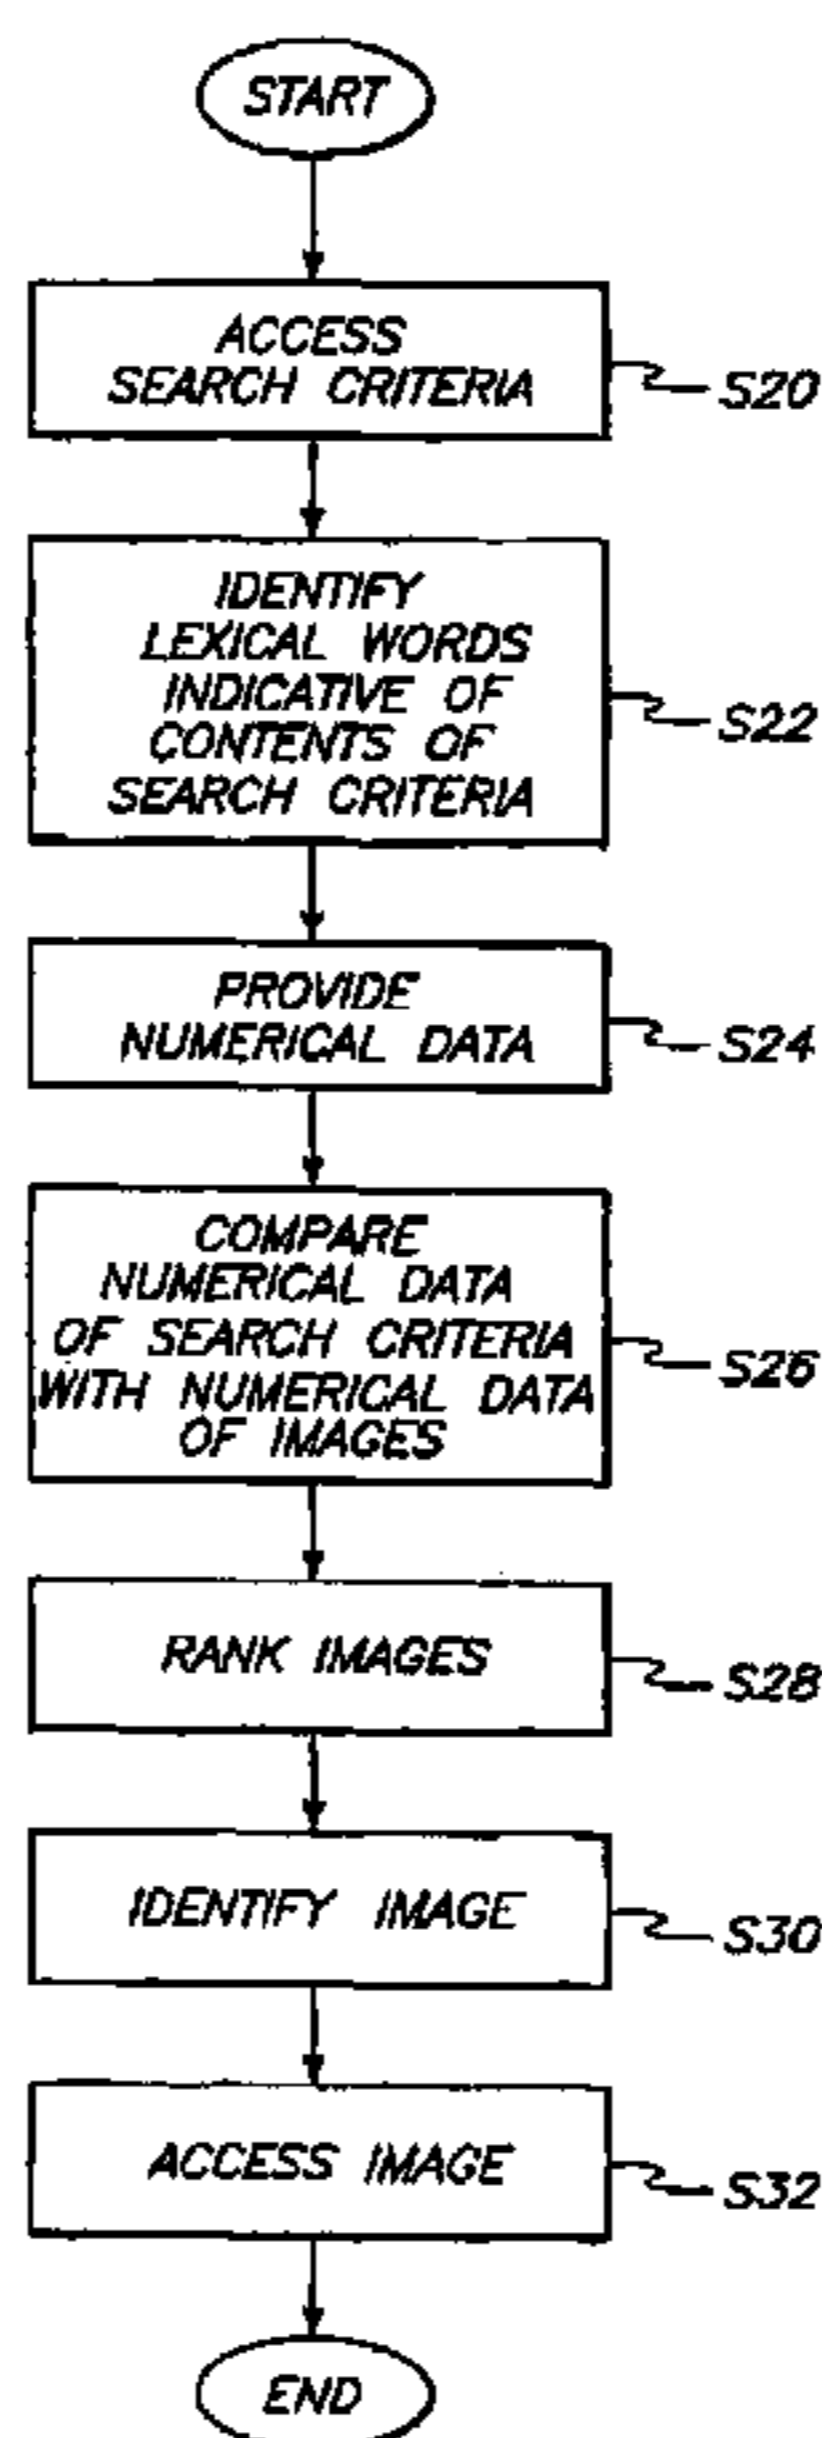 START
ACCESS
SEARCH CRITERIA
S20
IDENTIFY
LEXICAL WORDS
INDICATIVE OF
CONTENTS OF
SEARCH CRITERIA
S22
PROVIDE
NUMERICAL DATA
S24
COMPARE
NUMERICAL DATA
OF SEARCH CRITERIA
WITH NUMERICAL DATA
OF IMAGES
S26
RANK IMAGES
S28
IDENTIFY IMAGE
S30
ACCESS IMAGE
S32
END